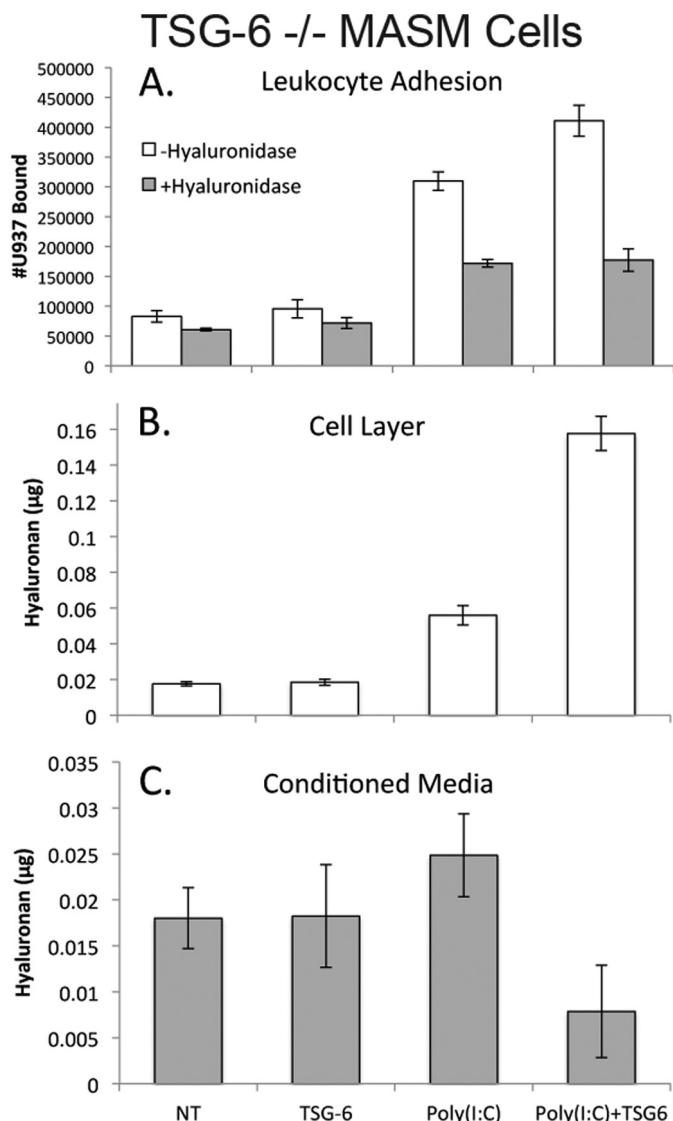 TSG-6 -/- MASM Cells
A. Leukocyte Adhesion
500000
450000
400000
350000
300000
250000
200000
150000
100000
50000
0
#U937 Bound
-Hyaluronidase
+Hyaluronidase
B. Cell Layer
0.16
0.14
0.12
0.1
0.08
0.06
0.04
0.02
0
Hyaluronan (µg)
C. Conditioned Media
0.035
0.03
0.025
0.02
0.015
0.01
0.005
0
Hyaluronan (µg)
NT TSG-6 Poly(I:C) Poly(I:C)+TSG6